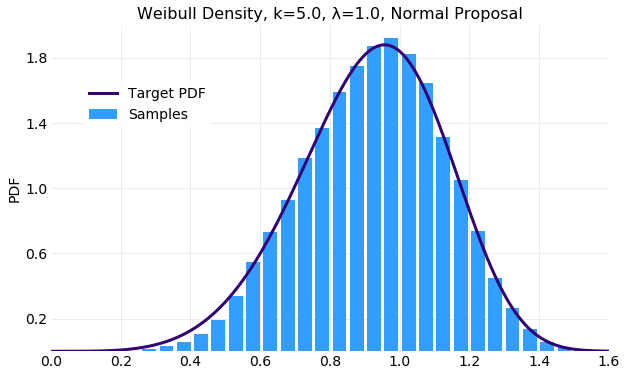 Weibull Density, k=5.0, λ=1.0, Normal Proposal
1.8
1.4
1.0
0.6
0.2
PDF
Target PDF
Samples
0.0 0.2 0.4 0.6 0.8 1.0 1.2 1.4 1.6